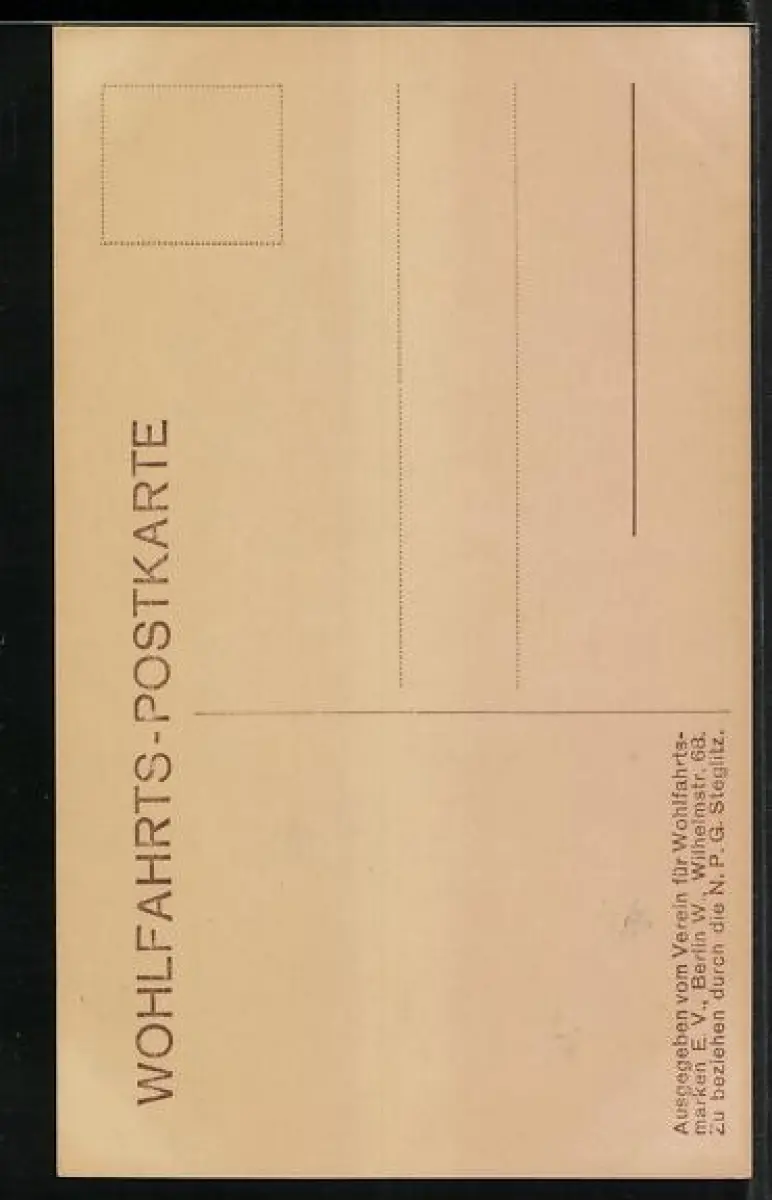 WOHLFAHRTS-POSTKARTE
Ausgegeben vom Verein für Wohlfahrts-
marken E. V., Berlin W., Wilhelmstr. 68.
Zu beziehen durch die N. P. G. Steglitz.